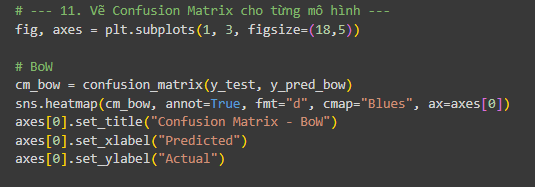 # --- 11. Vẽ Confusion Matrix cho từng mô hình ---
fig, axes = plt.subplots(1, 3, figsize=(18,5))
# BoW
cm_bow = confusion_matrix(y_test, y_pred_bow)
sns.heatmap(cm_bow, annot=True, fmt="d", cmap="Blues", ax=axes[0])
axes[0].set_title("Confusion Matrix - BoW")
axes[0].set_xlabel("Predicted")
axes[0].set_ylabel("Actual")